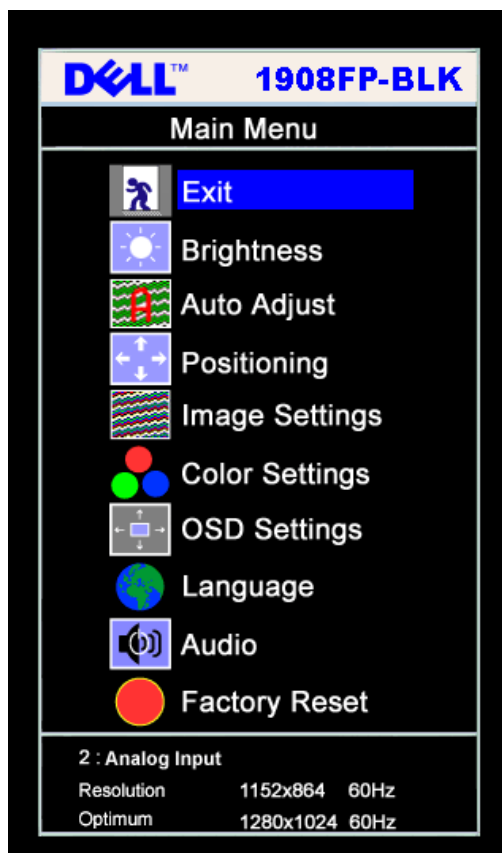 DELL™ 1908FP-BLK
Main Menu
Exit
Brightness
Auto Adjust
Positioning
Image Settings
Color Settings
OSD Settings
Language
Audio
Factory Reset
2 : Analog Input
Resolution 1152x864 60Hz
Optimum 1280x1024 60Hz